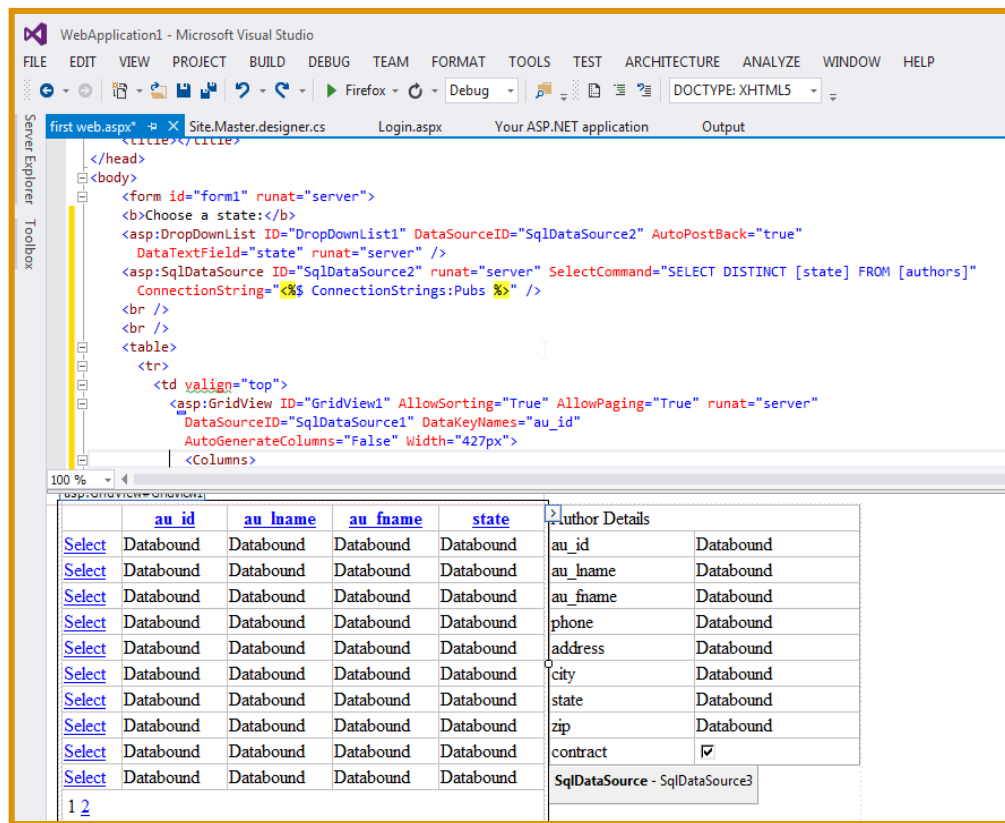 WebApplication1 - Microsoft Visual Studio
FILE EDIT VIEW PROJECT BUILD DEBUG TEAM FORMAT TOOLS TEST ARCHITECTURE ANALYZE WINDOW HELP
Firefox Debug DOCTYPE: XHTML5
Server Explorer
Toolbox
first web.aspx* Site.Master.designer.cs Login.aspx Your ASP.NET application Output
<title></title>
</head>
<body>
<form id="form1" runat="server">
<b>Choose a state:</b>
<asp:DropDownList ID="DropDownList1" DataSourceID="SqlDataSource2" AutoPostBack="true"
DataTextField="state" runat="server" />
<asp:SqlDataSource ID="SqlDataSource2" runat="server" SelectCommand="SELECT DISTINCT [state] FROM [authors]"
ConnectionString="<%$ ConnectionStrings:Pubs %>" />
<br />
<br />
<table>
<tr>
<td valign="top">
<asp:GridView ID="GridView1" AllowSorting="True" AllowPaging="True" runat="server"
DataSourceID="SqlDataSource1" DataKeyNames="au_id"
AutoGenerateColumns="False" Width="427px">
<Columns>
100 %
asp:GridView#GridView1
au_id au_lname au_fname state
Select Databound Databound Databound Databound
Select Databound Databound Databound Databound
Select Databound Databound Databound Databound
Select Databound Databound Databound Databound
Select Databound Databound Databound Databound
Select Databound Databound Databound Databound
Select Databound Databound Databound Databound
Select Databound Databound Databound Databound
Select Databound Databound Databound Databound
Select Databound Databound Databound Databound
1 2
Author Details
au_id Databound
au_lname Databound
au_fname Databound
phone Databound
address Databound
city Databound
state Databound
zip Databound
contract
SqlDataSource - SqlDataSource3